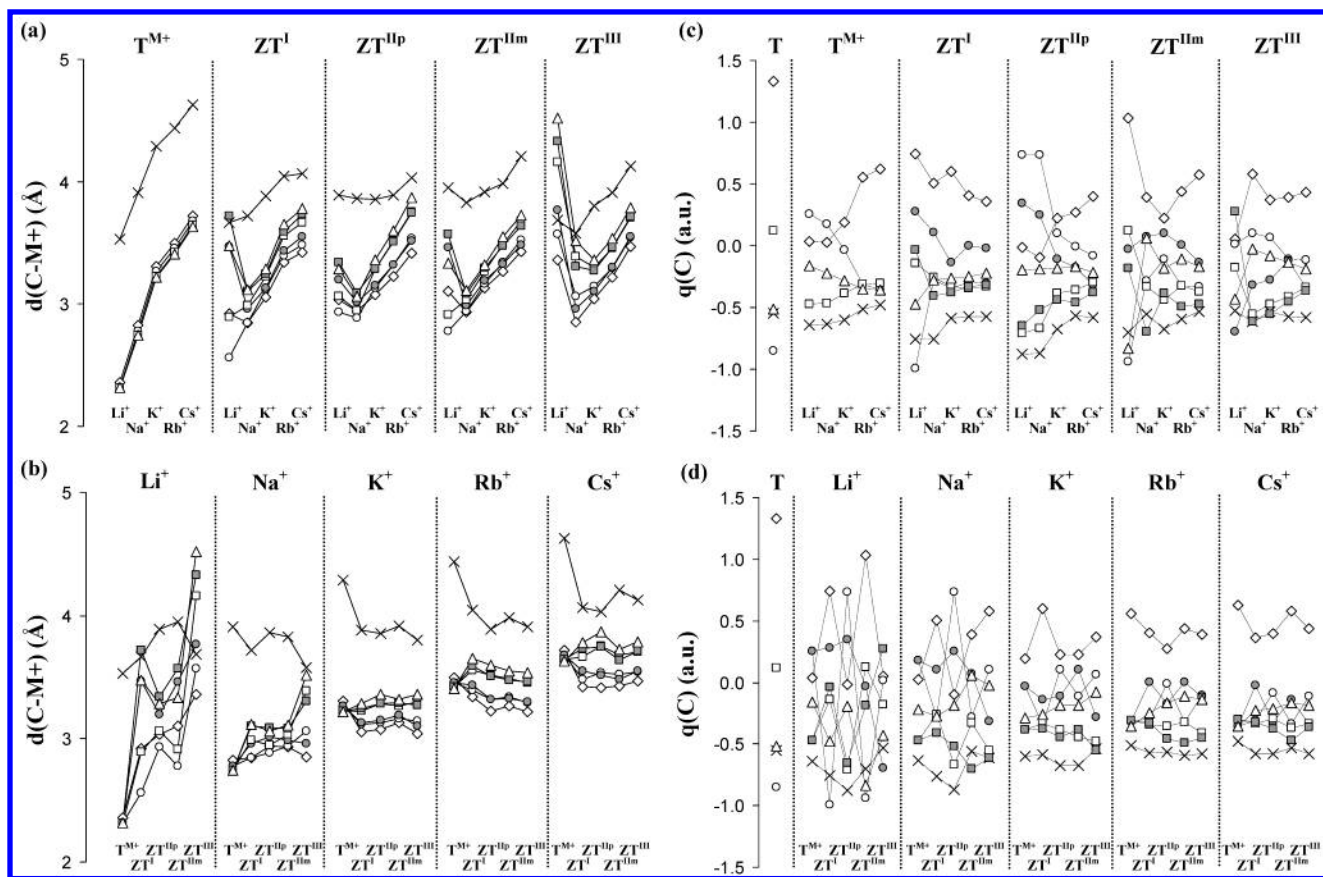 (a)
T^M+ ZT^I ZT^IIp ZT^IIm ZT^III
5
4
3
2
d(C-M+) (Å)
Li+ K+ Cs+ Li+ K+ Cs+ Li+ K+ Cs+ Li+ K+ Cs+ Li+ K+ Cs+
Na+ Rb+ Na+ Rb+ Na+ Rb+ Na+ Rb+ Na+ Rb+
(c)
T T^M+ ZT^I ZT^IIp ZT^IIm ZT^III
1.5
1.0
0.5
0.0
-0.5
-1.0
-1.5
q(C) (a.u.)
Li+ K+ Cs+ Li+ K+ Cs+ Li+ K+ Cs+ Li+ K+ Cs+ Li+ K+ Cs+
Na+ Rb+ Na+ Rb+ Na+ Rb+ Na+ Rb+ Na+ Rb+
(b)
Li+ Na+ K+ Rb+ Cs+
5
4
3
2
d(C-M+) (Å)
T^M+ ZT^IIp ZT^III T^M+ ZT^IIp ZT^III T^M+ ZT^IIp ZT^III T^M+ ZT^IIp ZT^III T^M+ ZT^IIp ZT^III
ZT^I ZT^IIm ZT^I ZT^IIm ZT^I ZT^IIm ZT^I ZT^IIm ZT^I ZT^IIm
(d)
T Li+ Na+ K+ Rb+ Cs+
1.5
1.0
0.5
0.0
-0.5
-1.0
-1.5
q(C) (a.u.)
T^M+ ZT^IIp ZT^III T^M+ ZT^IIp ZT^III T^M+ ZT^IIp ZT^III T^M+ ZT^IIp ZT^III T^M+ ZT^IIp ZT^III
ZT^I ZT^IIm ZT^I ZT^IIm ZT^I ZT^IIm ZT^I ZT^IIm ZT^I ZT^IIm